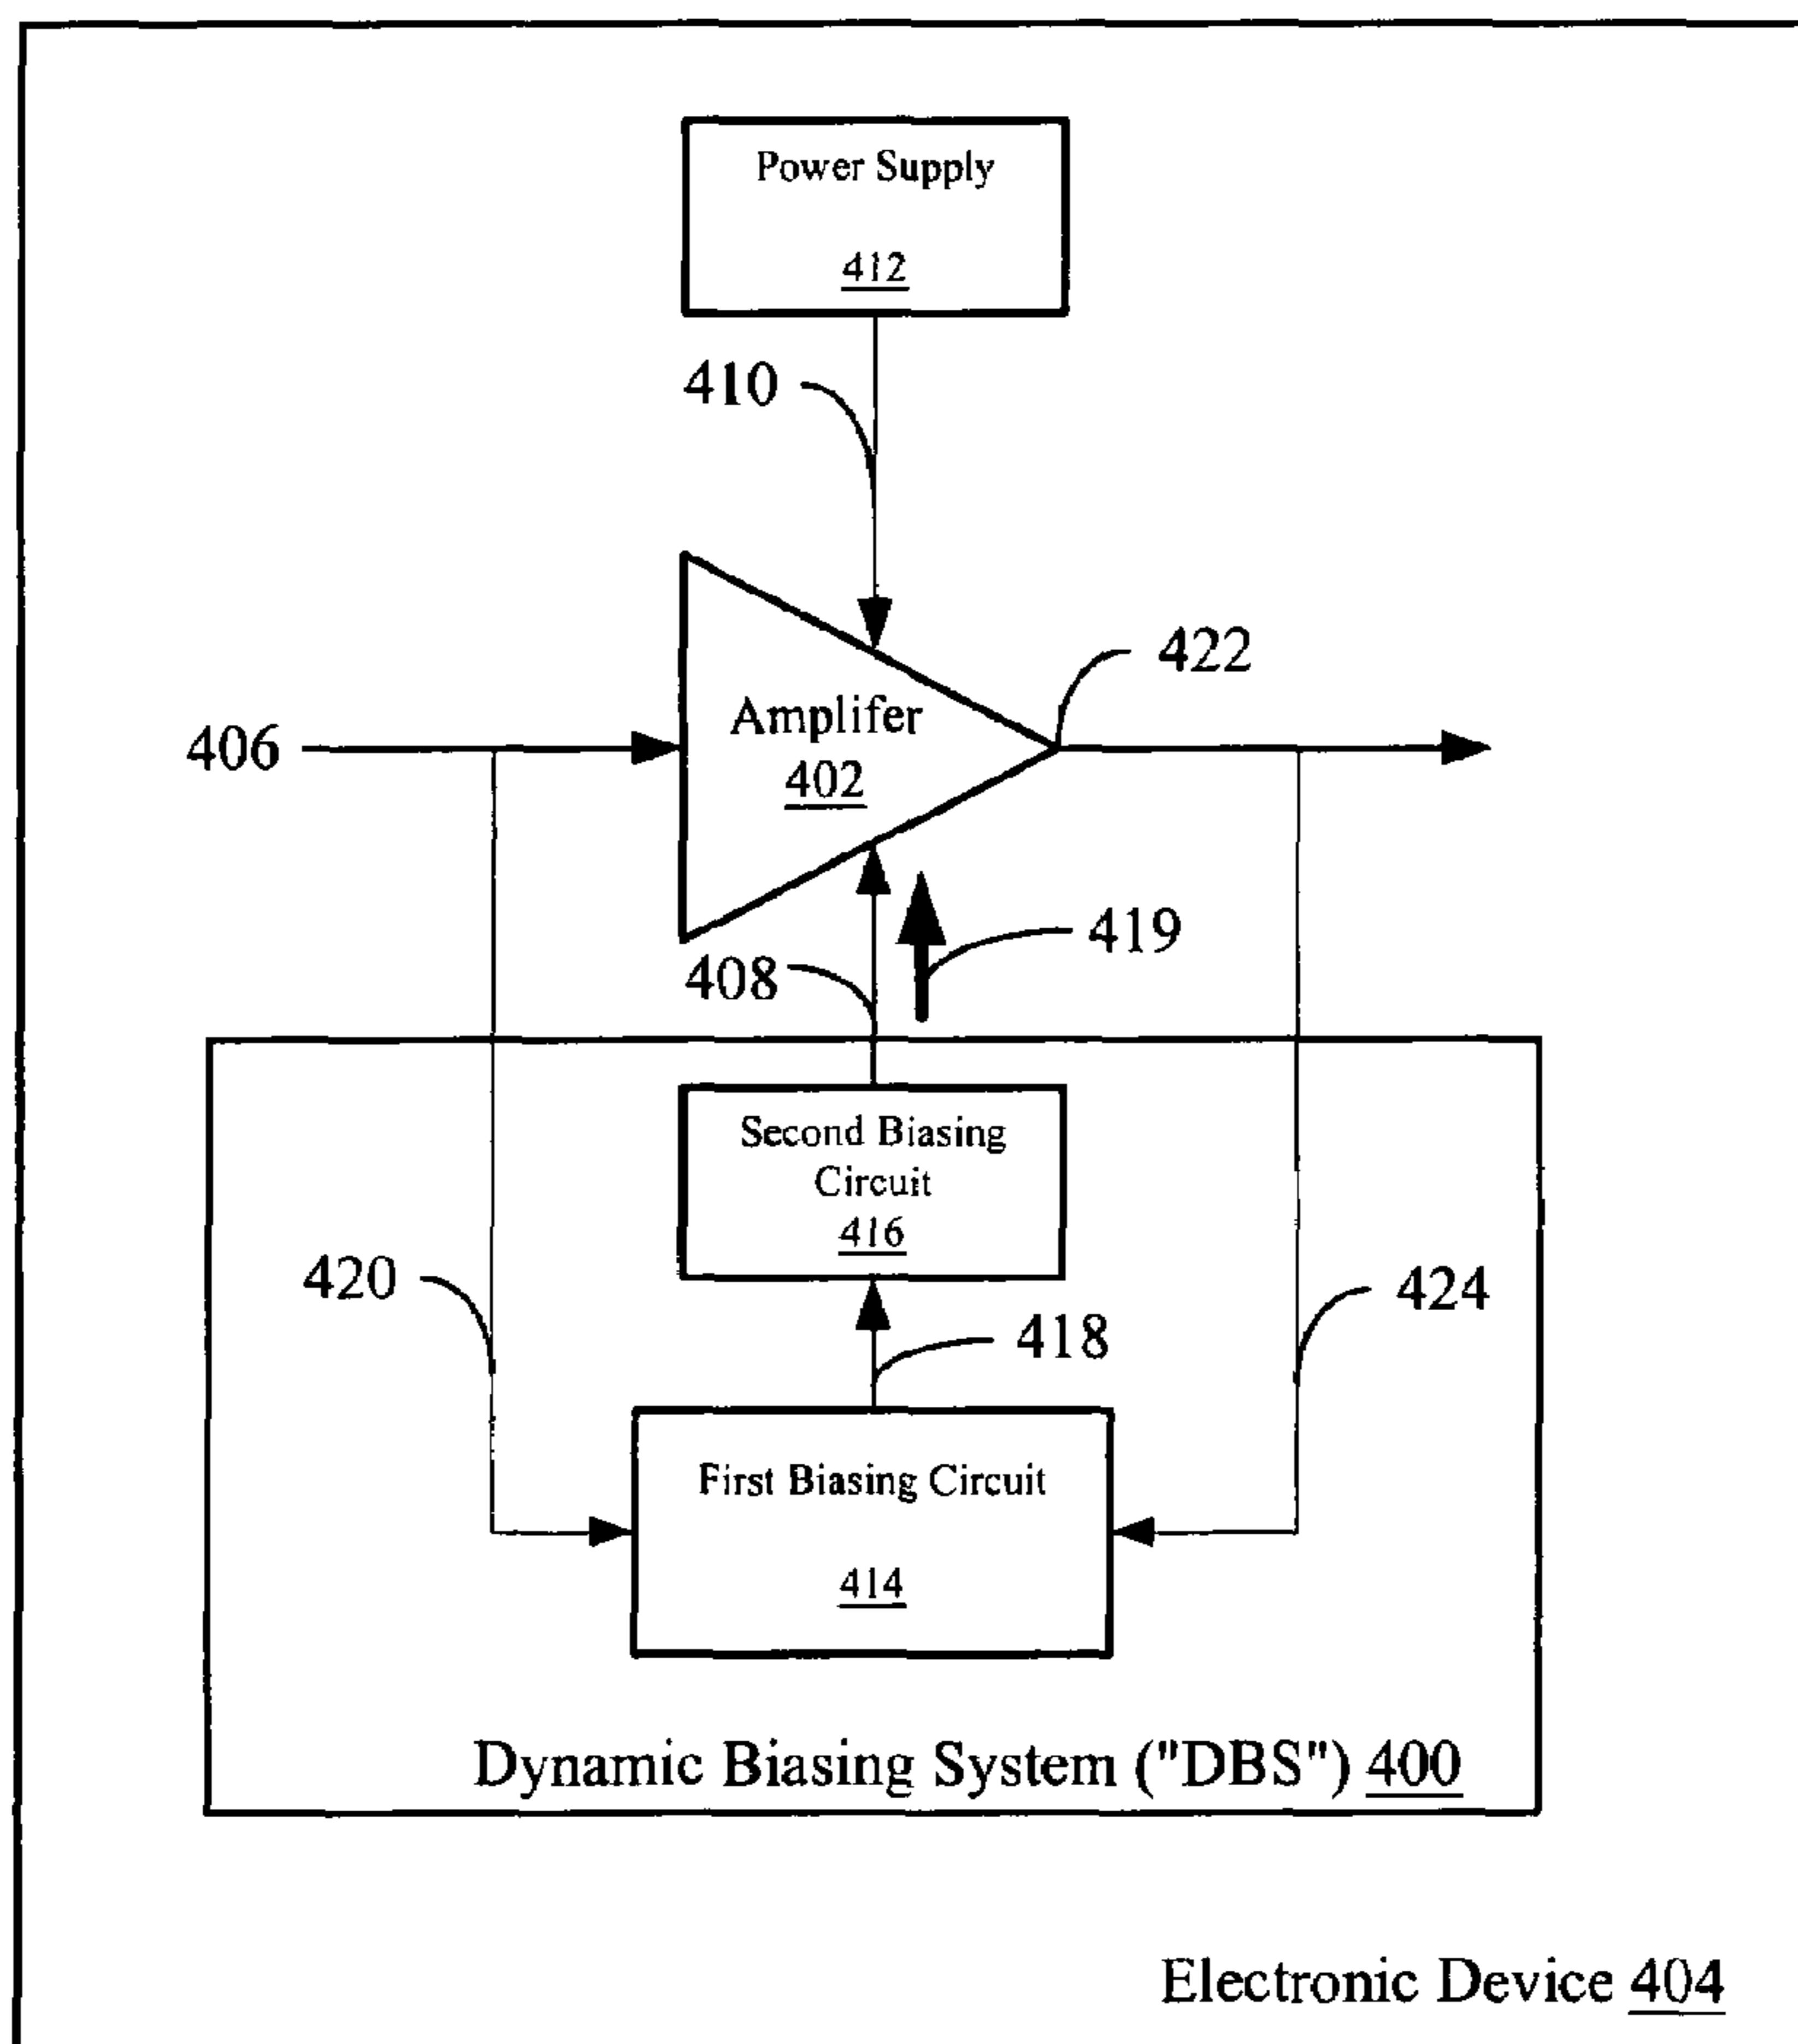 Power Supply
412
410
422
Amplifer
402
406
419
408
Second Biasing
Circuit
416
420
424
418
First Biasing Circuit
414
Dynamic Biasing System ("DBS") 400
Electronic Device 404